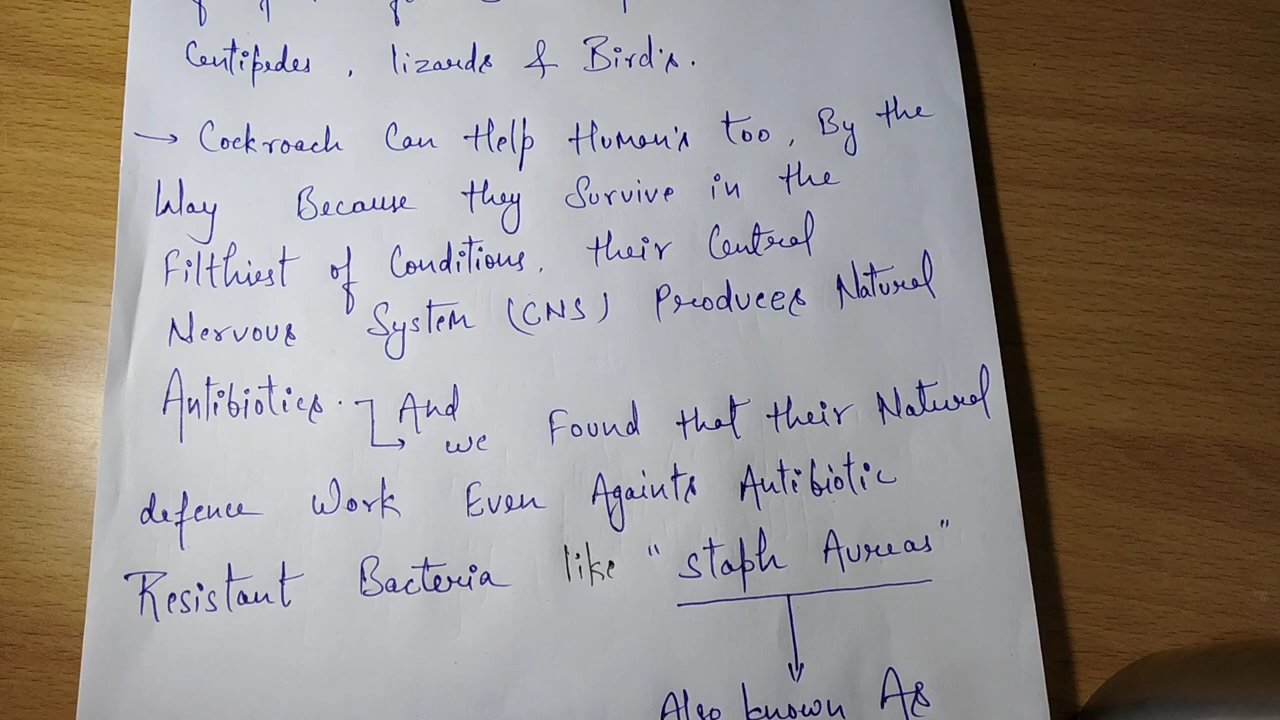 Centipedes, lizards & Bird's.
→ Cockroach Can Help Human's too, By the
Way Because they Survive in the
Filthiest of Conditions, their Central
Nervous System (CNS) Produces Natural
Antibiotics. And
we Found that their Natural
defence Work Even Againts Antibiotic
Resistant Bacteria like "Staph Aureas"
Also known As